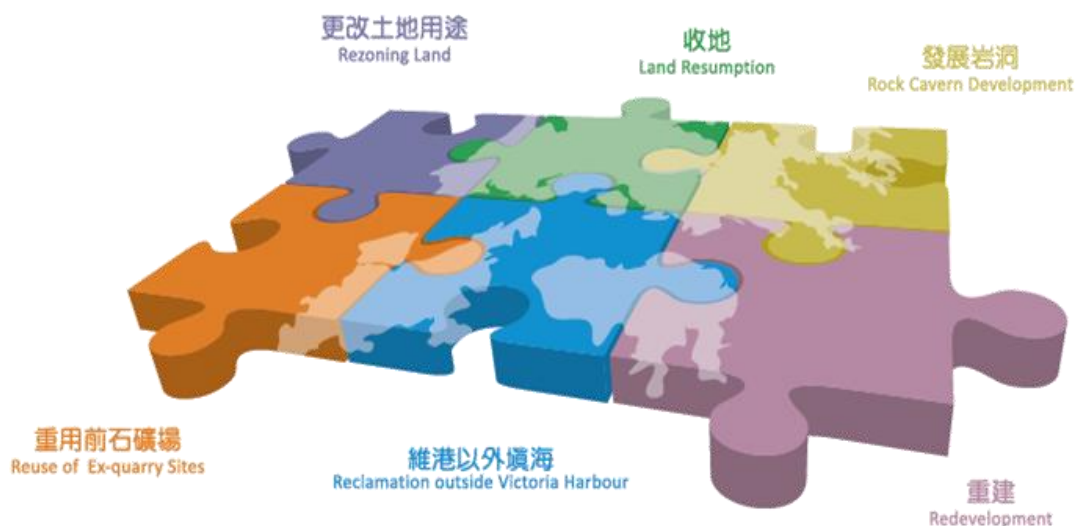 更改土地用途
Rezoning Land
收地
Land Resumption
發展岩洞
Rock Cavern Development
重用前石礦場
Reuse of Ex-quarry Sites
維港以外填海
Reclamation outside Victoria Harbour
重建
Redevelopment